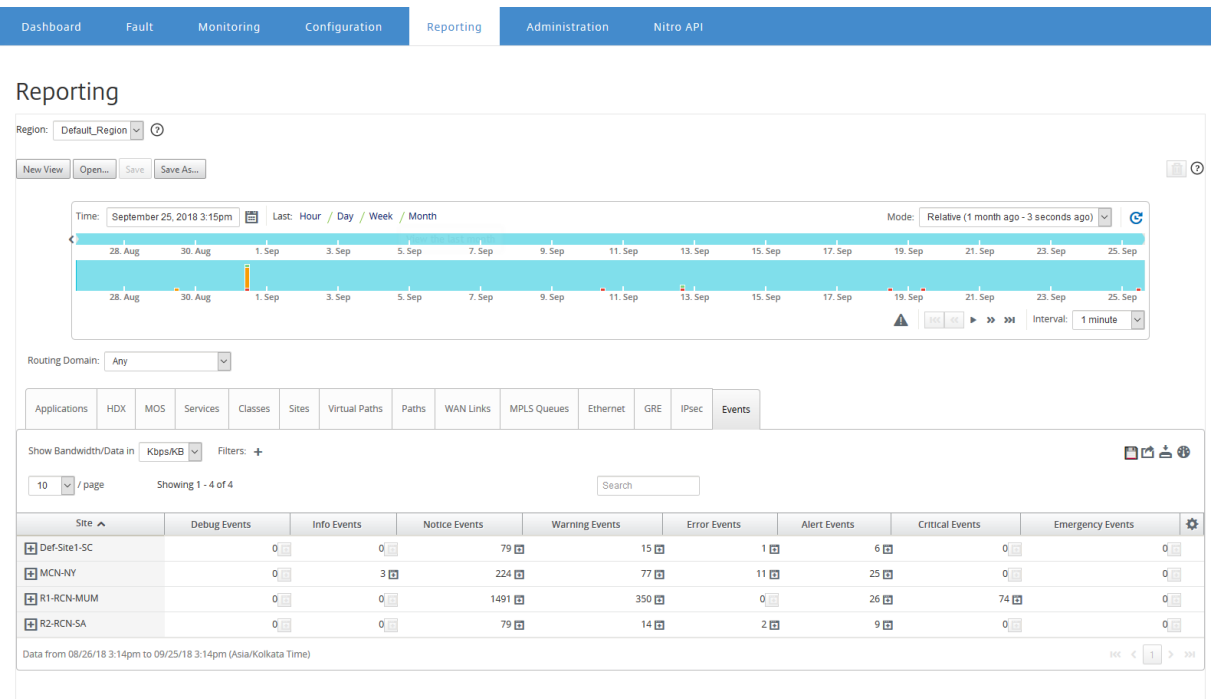 Dashboard Fault Monitoring Configuration Reporting Administration Nitro API
Reporting
Region: Default_Region ?
New View Open... Save Save As... ?
Time: September 25, 2018 3:15pm Last: Hour / Day / Week / Month Mode: Relative (1 month ago - 3 seconds ago)
28. Aug 30. Aug 1. Sep 3. Sep 5. Sep 7. Sep 9. Sep 11. Sep 13. Sep 15. Sep 17. Sep 19. Sep 21. Sep 23. Sep 25. Sep
28. Aug 30. Aug 1. Sep 3. Sep 5. Sep 7. Sep 9. Sep 11. Sep 13. Sep 15. Sep 17. Sep 19. Sep 21. Sep 23. Sep 25. Sep
Interval: 1 minute
Routing Domain: Any
Applications HDX MOS Services Classes Sites Virtual Paths Paths WAN Links MPLS Queues Ethernet GRE IPsec Events
Show Bandwidth/Data in Kbps/KB Filters: +
10 / page Showing 1 - 4 of 4 Search
Site Debug Events Info Events Notice Events Warning Events Error Events Alert Events Critical Events Emergency Events
Def-Site1-SC 0 0 79 15 1 6 0 0
MCN-NY 0 3 224 77 11 25 0 0
R1-RCN-MUM 0 0 1491 350 0 26 74 0
R2-RCN-SA 0 0 79 14 2 9 0 0
Data from 08/26/18 3:14pm to 09/25/18 3:14pm (Asia/Kolkata Time) 1